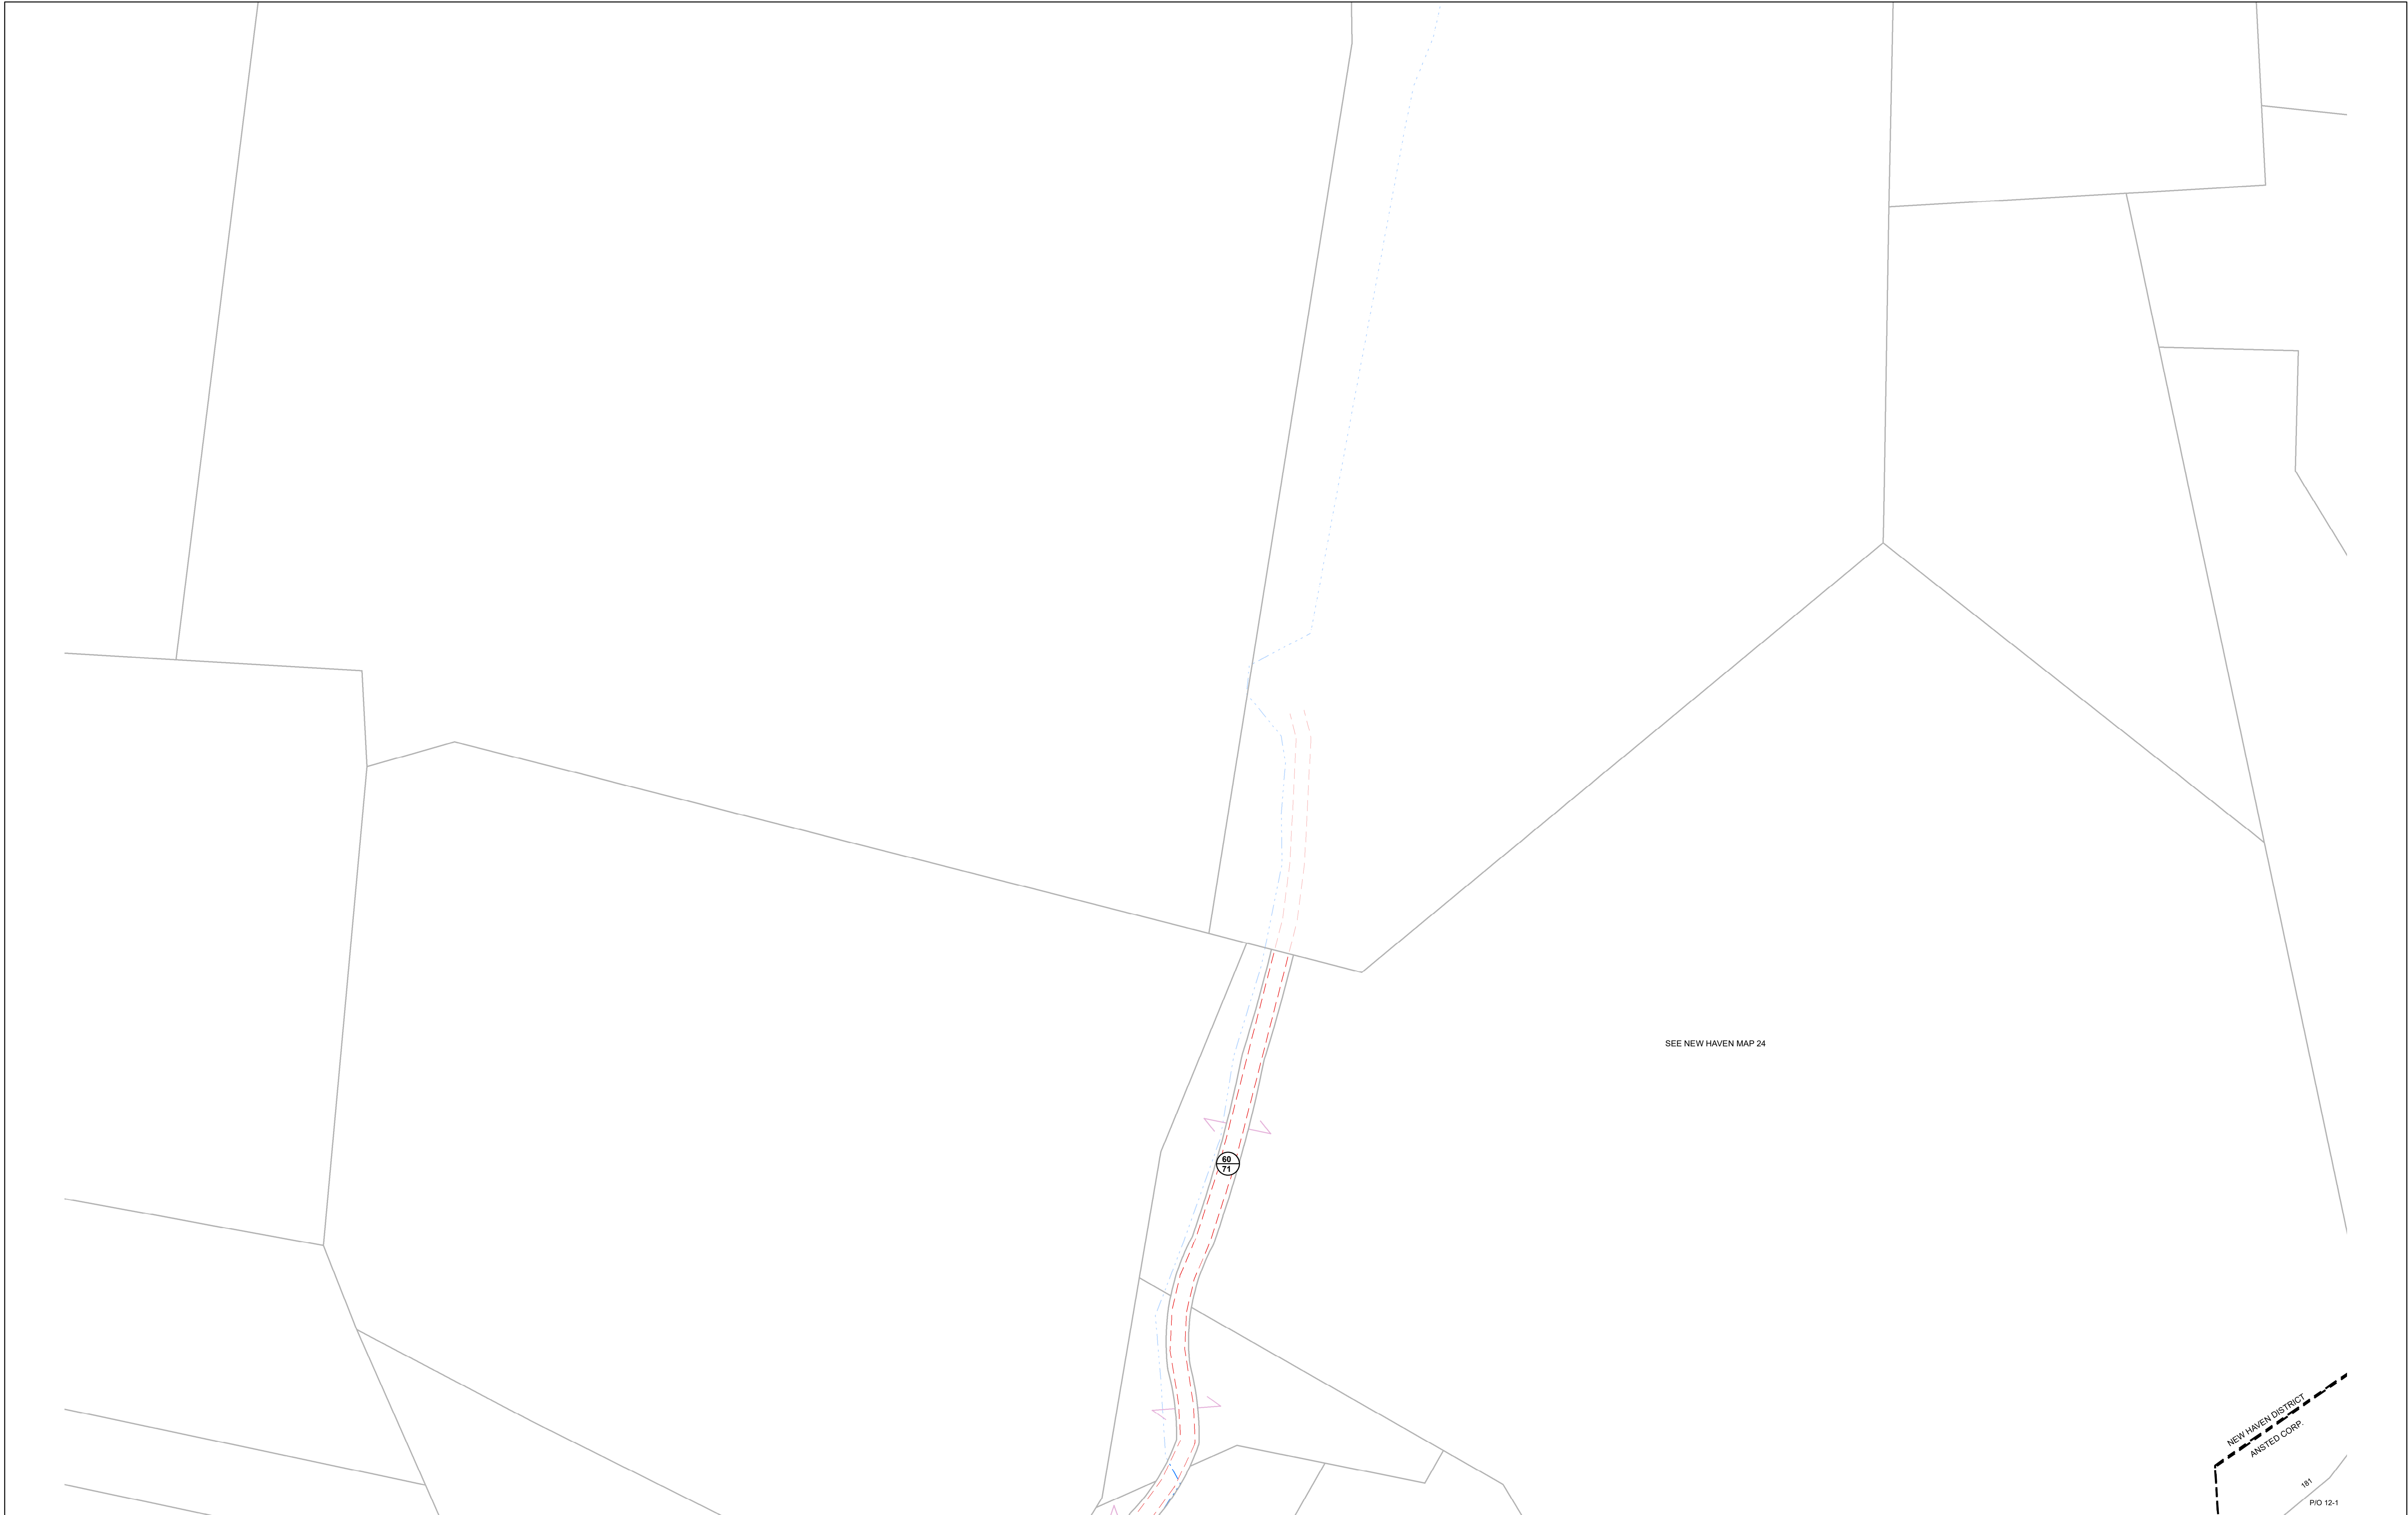 SEE NEW HAVEN MAP 24
60
71
NEW HAVEN DISTRICT
ANSTED CORP.
181
P/O 12-1